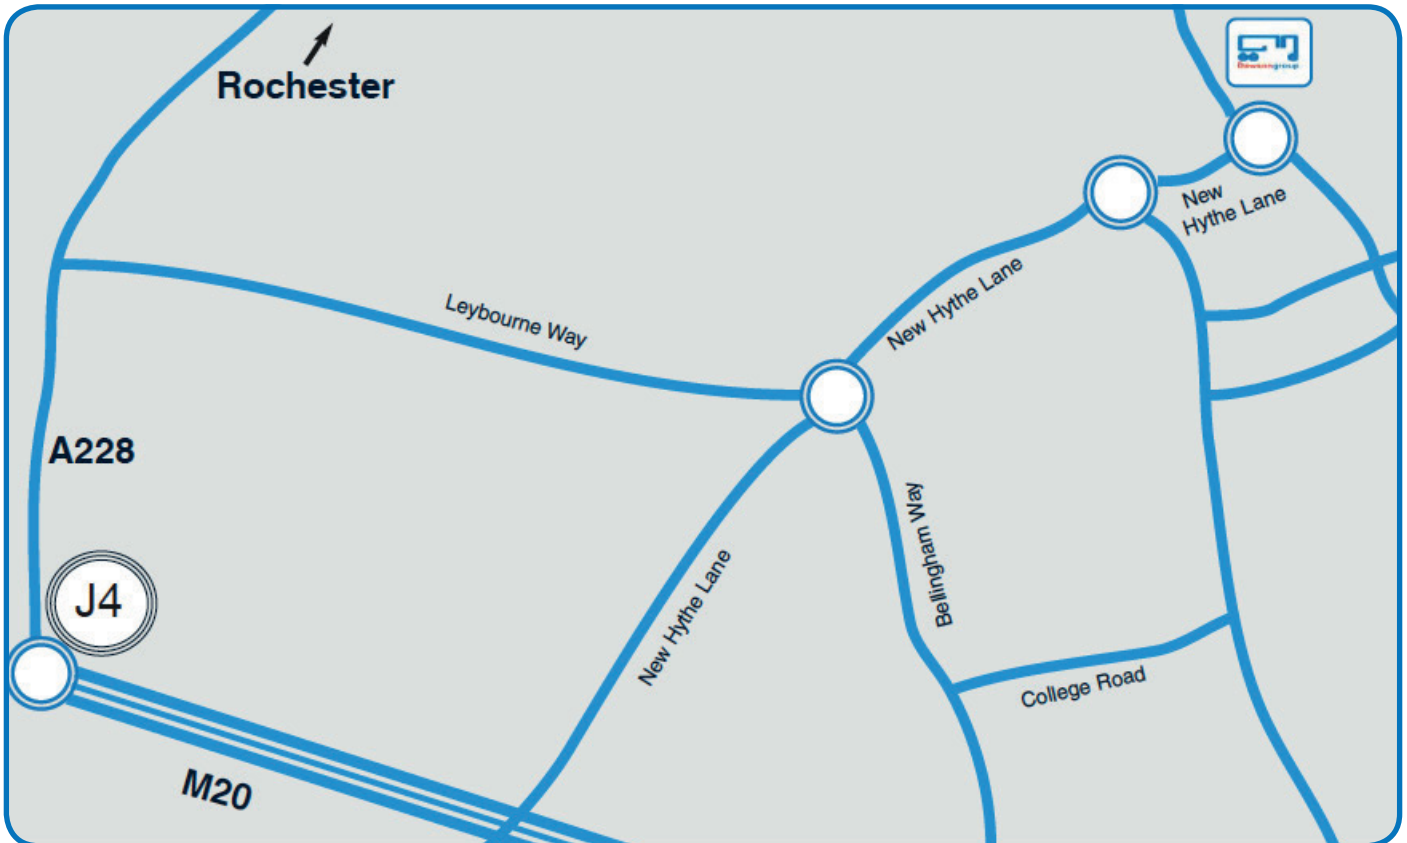 Rochester
Dawsongroup
New
Hythe Lane
New Hythe Lane
Leybourne Way
A228
Bellingham Way
New Hythe Lane
J4
College Road
M20